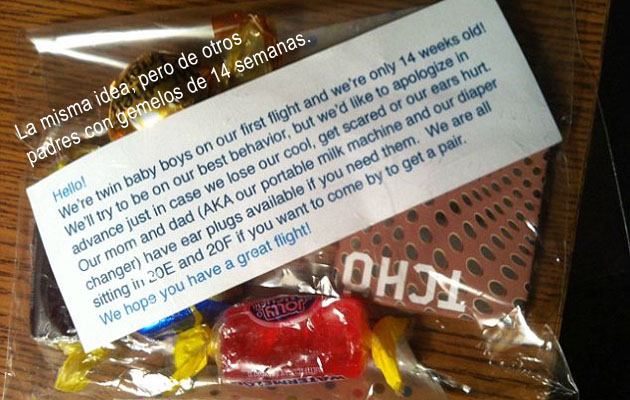 La misma idea, pero de otros
padres con gemelos de 14 semanas.
Hello!
We're twin baby boys on our first flight and we're only 14 weeks old!
We'll try to be on our best behavior, but we'd like to apologize in
advance just in case we lose our cool, get scared or our ears hurt.
Our mom and dad (AKA our portable milk machine and our diaper
changer) have ear plugs available if you need them. We are all
sitting in 20E and 20F if you want to come by to get a pair.
We hope you have a great flight!
TCHO
JOLLY
WATERMELON